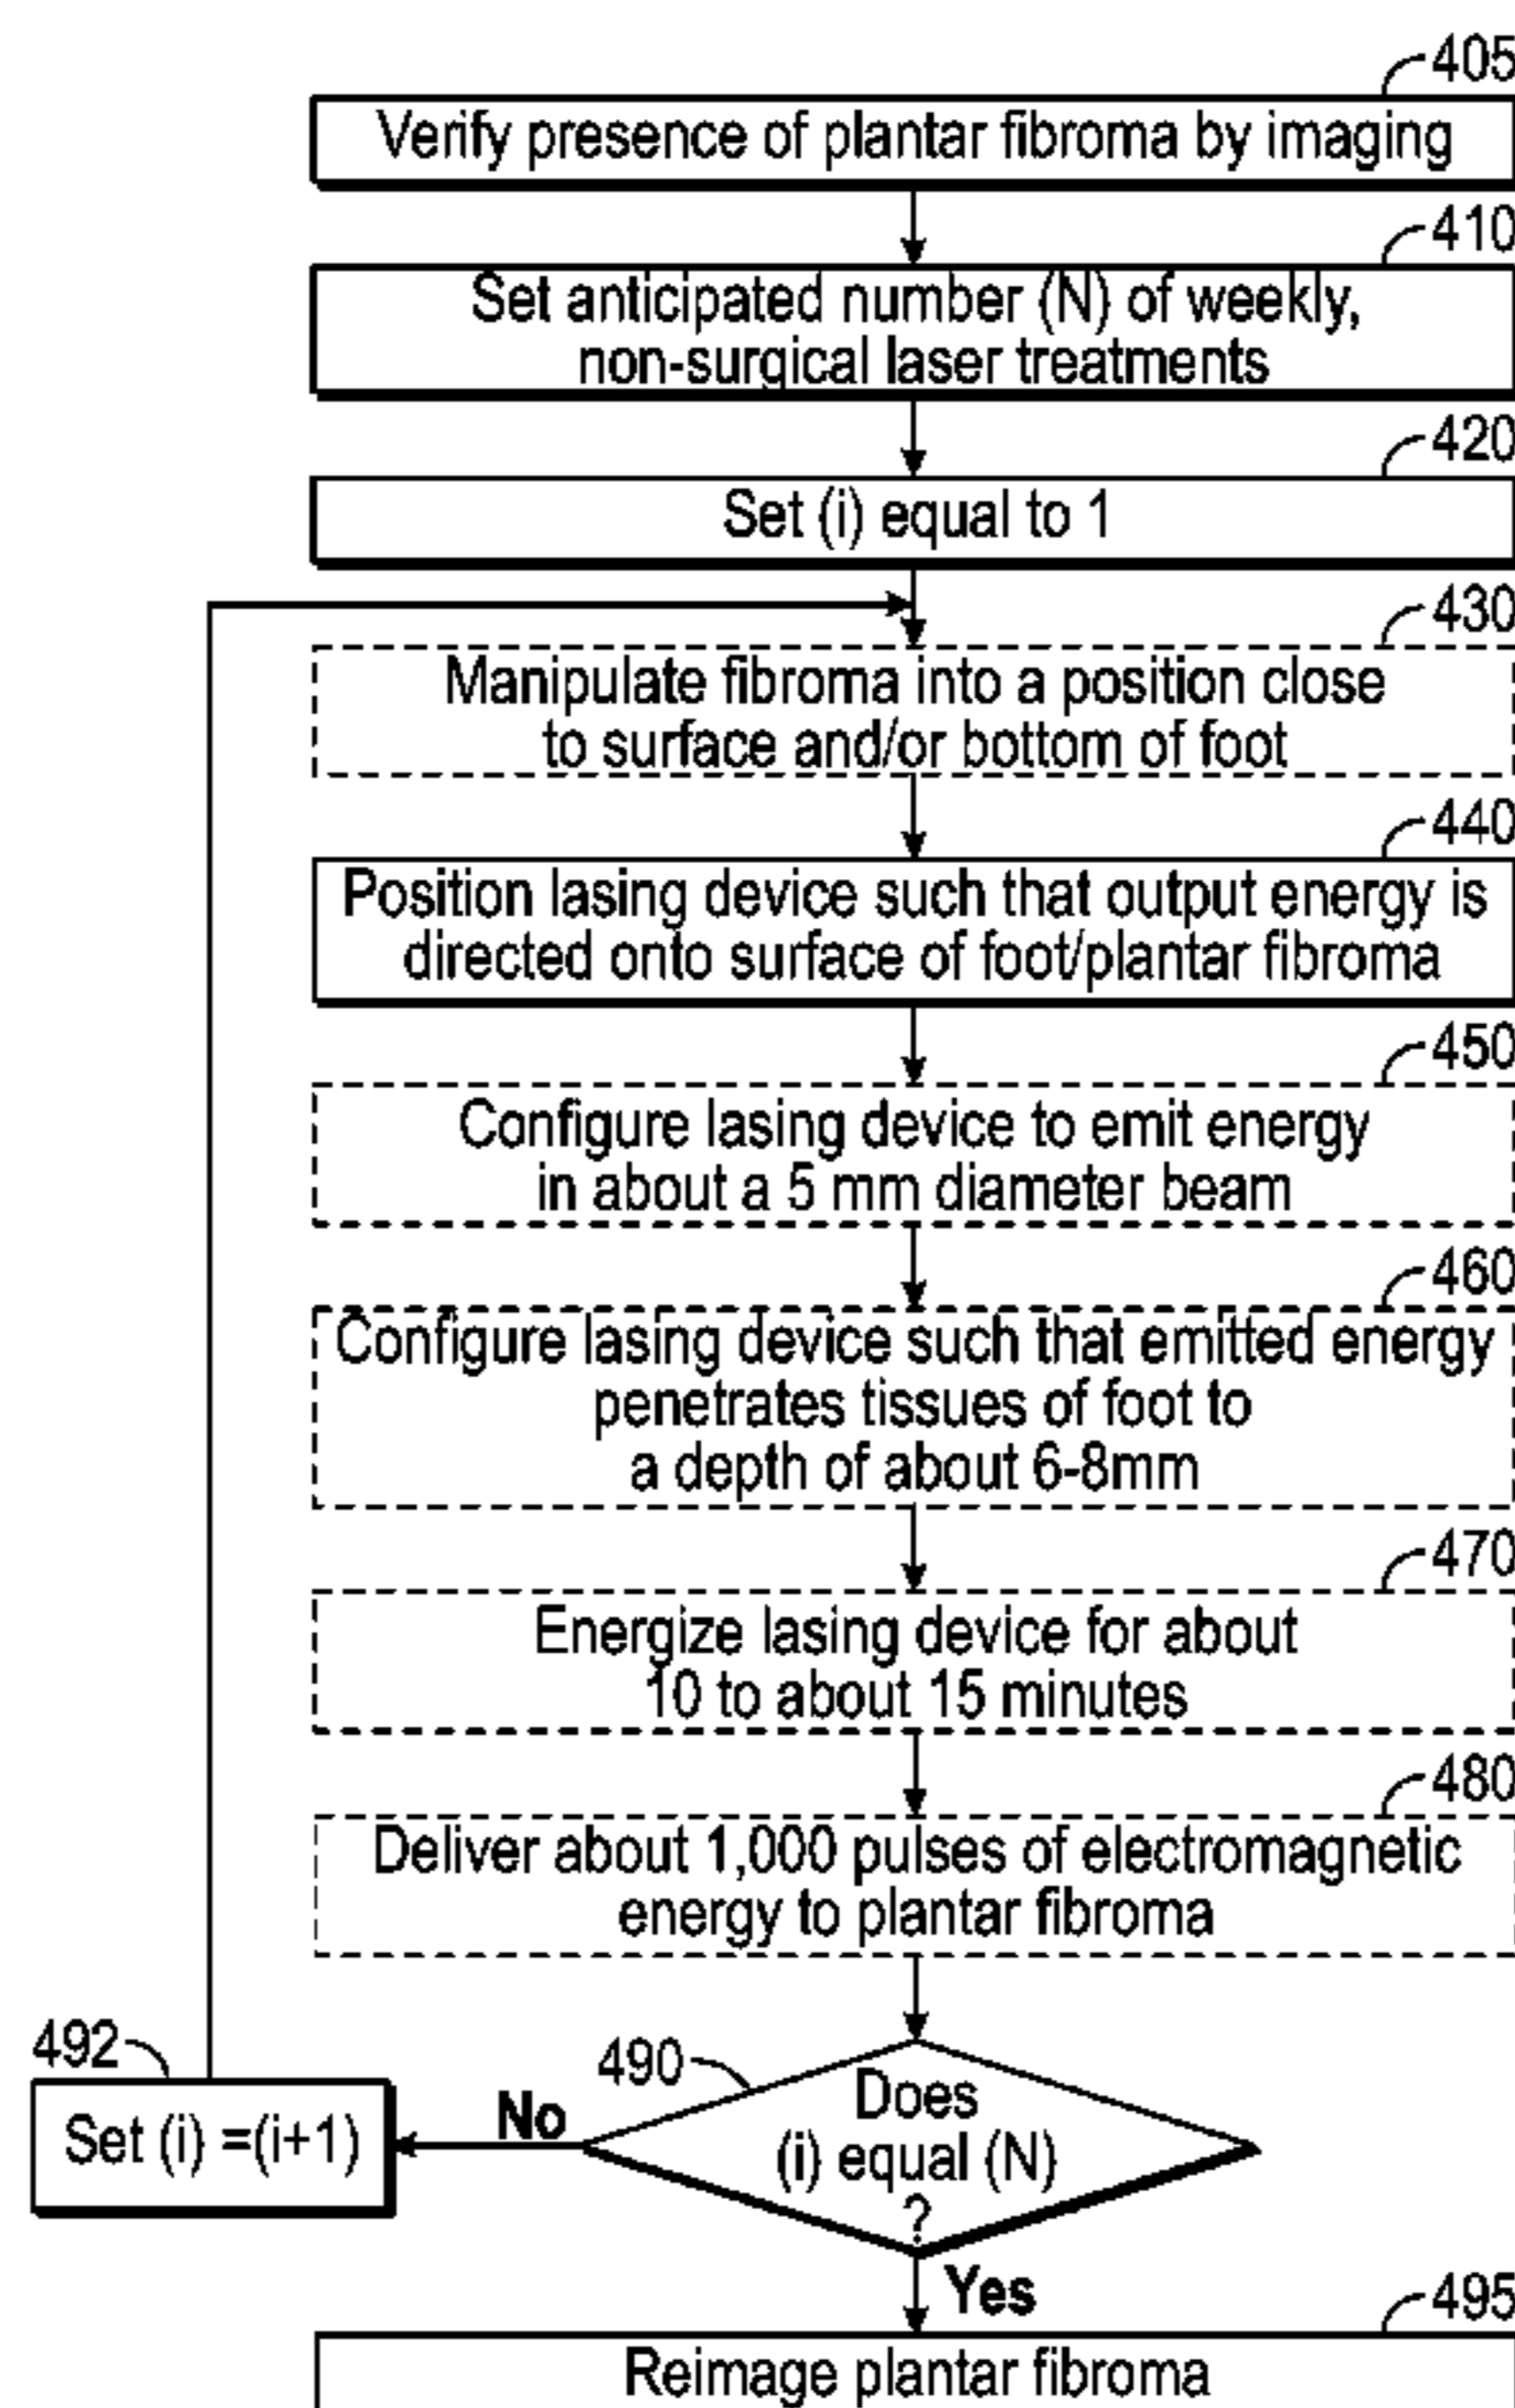 405
Verify presence of plantar fibroma by imaging
410
Set anticipated number (N) of weekly,
non-surgical laser treatments
420
Set (i) equal to 1
430
Manipulate fibroma into a position close
to surface and/or bottom of foot
440
Position lasing device such that output energy is
directed onto surface of foot/plantar fibroma
450
Configure lasing device to emit energy
in about a 5 mm diameter beam
460
Configure lasing device such that emitted energy
penetrates tissues of foot to
a depth of about 6-8mm
470
Energize lasing device for about
10 to about 15 minutes
480
Deliver about 1,000 pulses of electromagnetic
energy to plantar fibroma
492
Set (i) =(i+1)
No
490
Does
(i) equal (N)
?
Yes
495
Reimage plantar fibroma